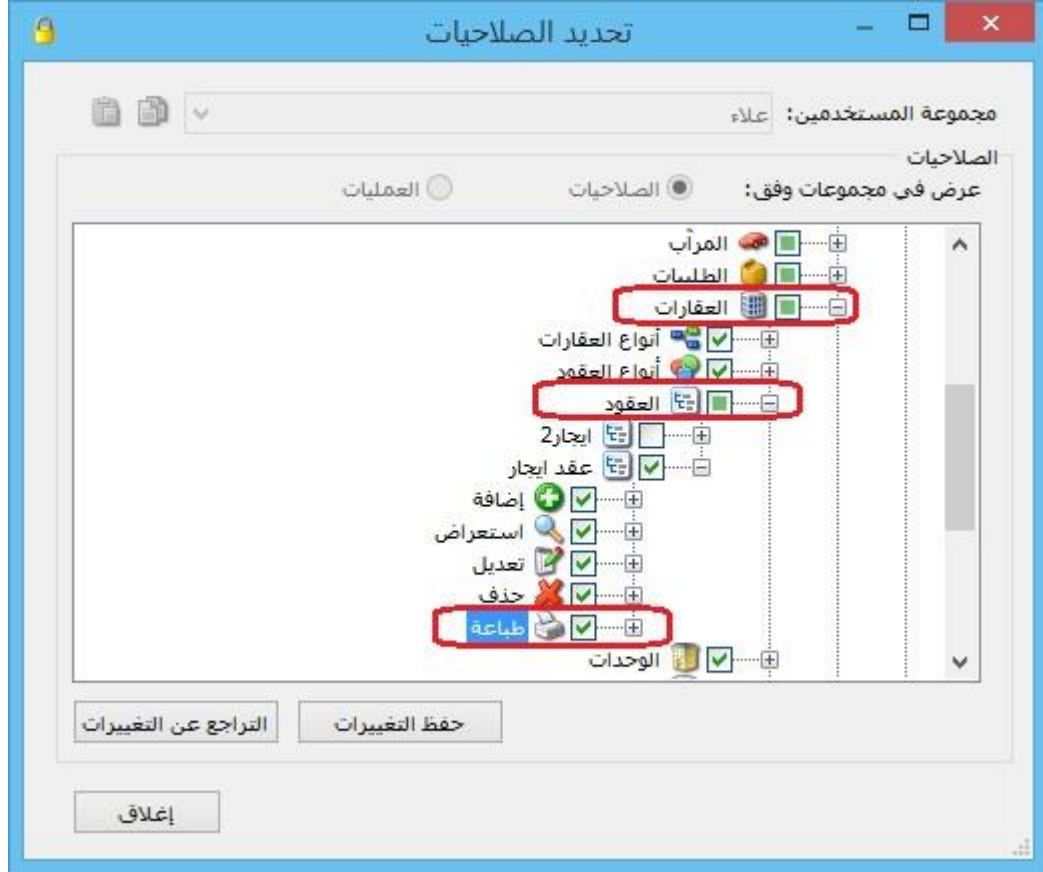 تحديد الصلاحيات
مجموعة المستخدمين: علاء
الصلاحيات
عرض في مجموعات وفق: الصلاحيات العمليات
المرآب
الطلبيات
العقارات
أنواع العقارات
أنواع العقود
العقود
ايجار2
عقد ايجار
إضافة
استعراض
تعديل
حذف
طباعة
الوحدات
حفظ التغييرات التراجع عن التغييرات
إغلاق